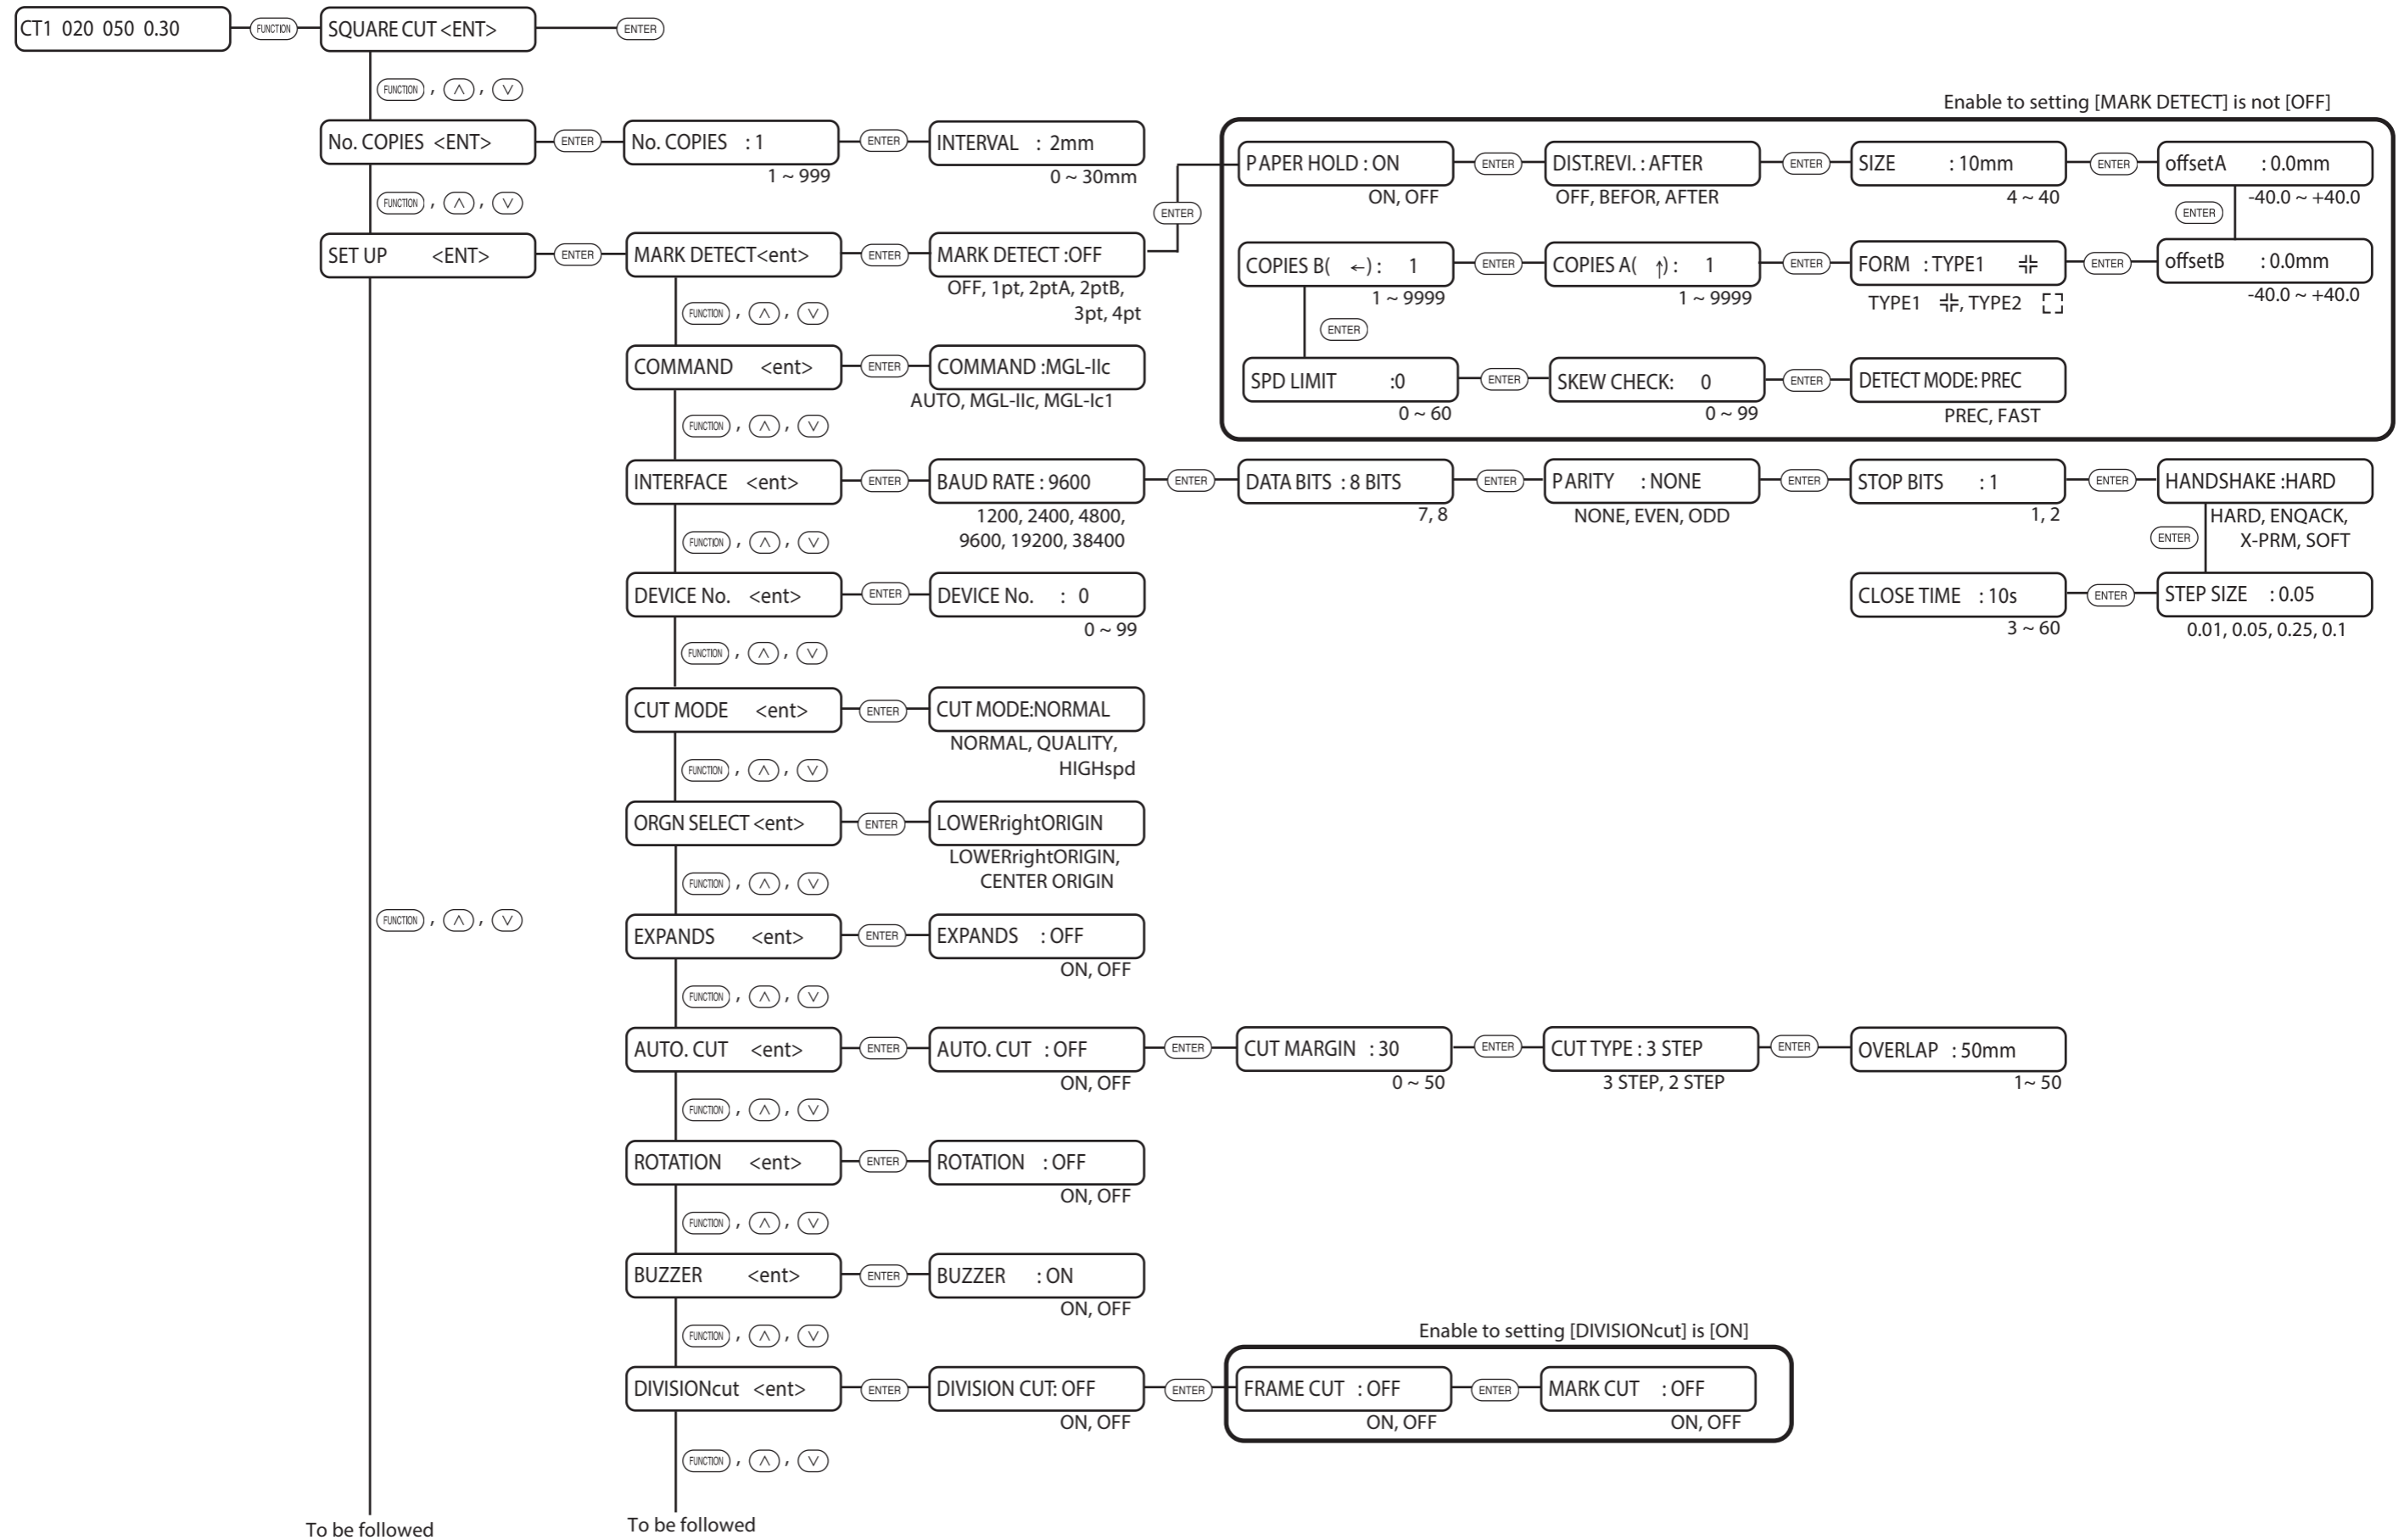 CT1 020 050 0.30 FUNCTION SQUARE CUT <ENT> ENTER
FUNCTION , ∧ , ∨
Enable to setting [MARK DETECT] is not [OFF]
No. COPIES <ENT> ENTER No. COPIES : 1 ENTER INTERVAL : 2mm
1 ~ 999 0 ~ 30mm
PAPER HOLD : ON ENTER DIST.REVI. : AFTER ENTER SIZE : 10mm ENTER offsetA : 0.0mm
ON, OFF OFF, BEFOR, AFTER 4 ~ 40 -40.0 ~ +40.0
FUNCTION , ∧ , ∨ ENTER ENTER
SET UP <ENT> ENTER MARK DETECT<ent> ENTER MARK DETECT :OFF
OFF, 1pt, 2ptA, 2ptB,
3pt, 4pt
COPIES B( ←) : 1 ENTER COPIES A( ↑) : 1 ENTER FORM : TYPE1 ENTER offsetB : 0.0mm
1 ~ 9999 1 ~ 9999 TYPE1 , TYPE2 -40.0 ~ +40.0
FUNCTION , ∧ , ∨ ENTER
COMMAND <ent> ENTER COMMAND :MGL-IIc
AUTO, MGL-IIc, MGL-Ic1
SPD LIMIT :0 ENTER SKEW CHECK: 0 ENTER DETECT MODE: PREC
0 ~ 60 0 ~ 99 PREC, FAST
FUNCTION , ∧ , ∨
INTERFACE <ent> ENTER BAUD RATE : 9600 ENTER DATA BITS : 8 BITS ENTER PARITY : NONE ENTER STOP BITS : 1 ENTER HANDSHAKE :HARD
1200, 2400, 4800, 7, 8 NONE, EVEN, ODD 1, 2 HARD, ENQACK,
9600, 19200, 38400 X-PRM, SOFT
FUNCTION , ∧ , ∨ ENTER
DEVICE No. <ent> ENTER DEVICE No. : 0 CLOSE TIME : 10s ENTER STEP SIZE : 0.05
0 ~ 99 3 ~ 60 0.01, 0.05, 0.25, 0.1
FUNCTION , ∧ , ∨
CUT MODE <ent> ENTER CUT MODE:NORMAL
NORMAL, QUALITY,
HIGHspd
FUNCTION , ∧ , ∨
ORGN SELECT <ent> ENTER LOWERrightORIGIN
LOWERrightORIGIN,
CENTER ORIGIN
FUNCTION , ∧ , ∨
FUNCTION , ∧ , ∨
EXPANDS <ent> ENTER EXPANDS : OFF
ON, OFF
FUNCTION , ∧ , ∨
AUTO. CUT <ent> ENTER AUTO. CUT : OFF ENTER CUT MARGIN : 30 ENTER CUT TYPE : 3 STEP ENTER OVERLAP : 50mm
ON, OFF 0 ~ 50 3 STEP, 2 STEP 1~ 50
FUNCTION , ∧ , ∨
ROTATION <ent> ENTER ROTATION : OFF
ON, OFF
FUNCTION , ∧ , ∨
BUZZER <ent> ENTER BUZZER : ON
ON, OFF
FUNCTION , ∧ , ∨
Enable to setting [DIVISIONcut] is [ON]
DIVISIONcut <ent> ENTER DIVISION CUT: OFF ENTER FRAME CUT : OFF ENTER MARK CUT : OFF
ON, OFF ON, OFF ON, OFF
FUNCTION , ∧ , ∨
To be followed To be followed